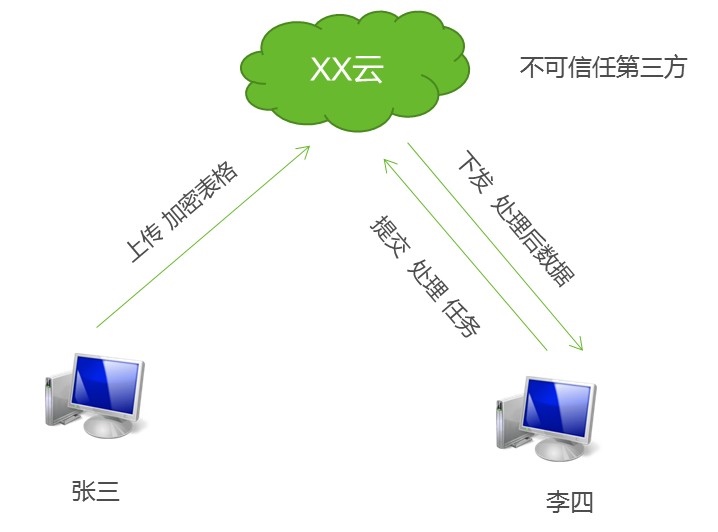 XX云
不可信任第三方
上传 加密表格
下发 处理后数据
提交 处理 任务
张三
李四